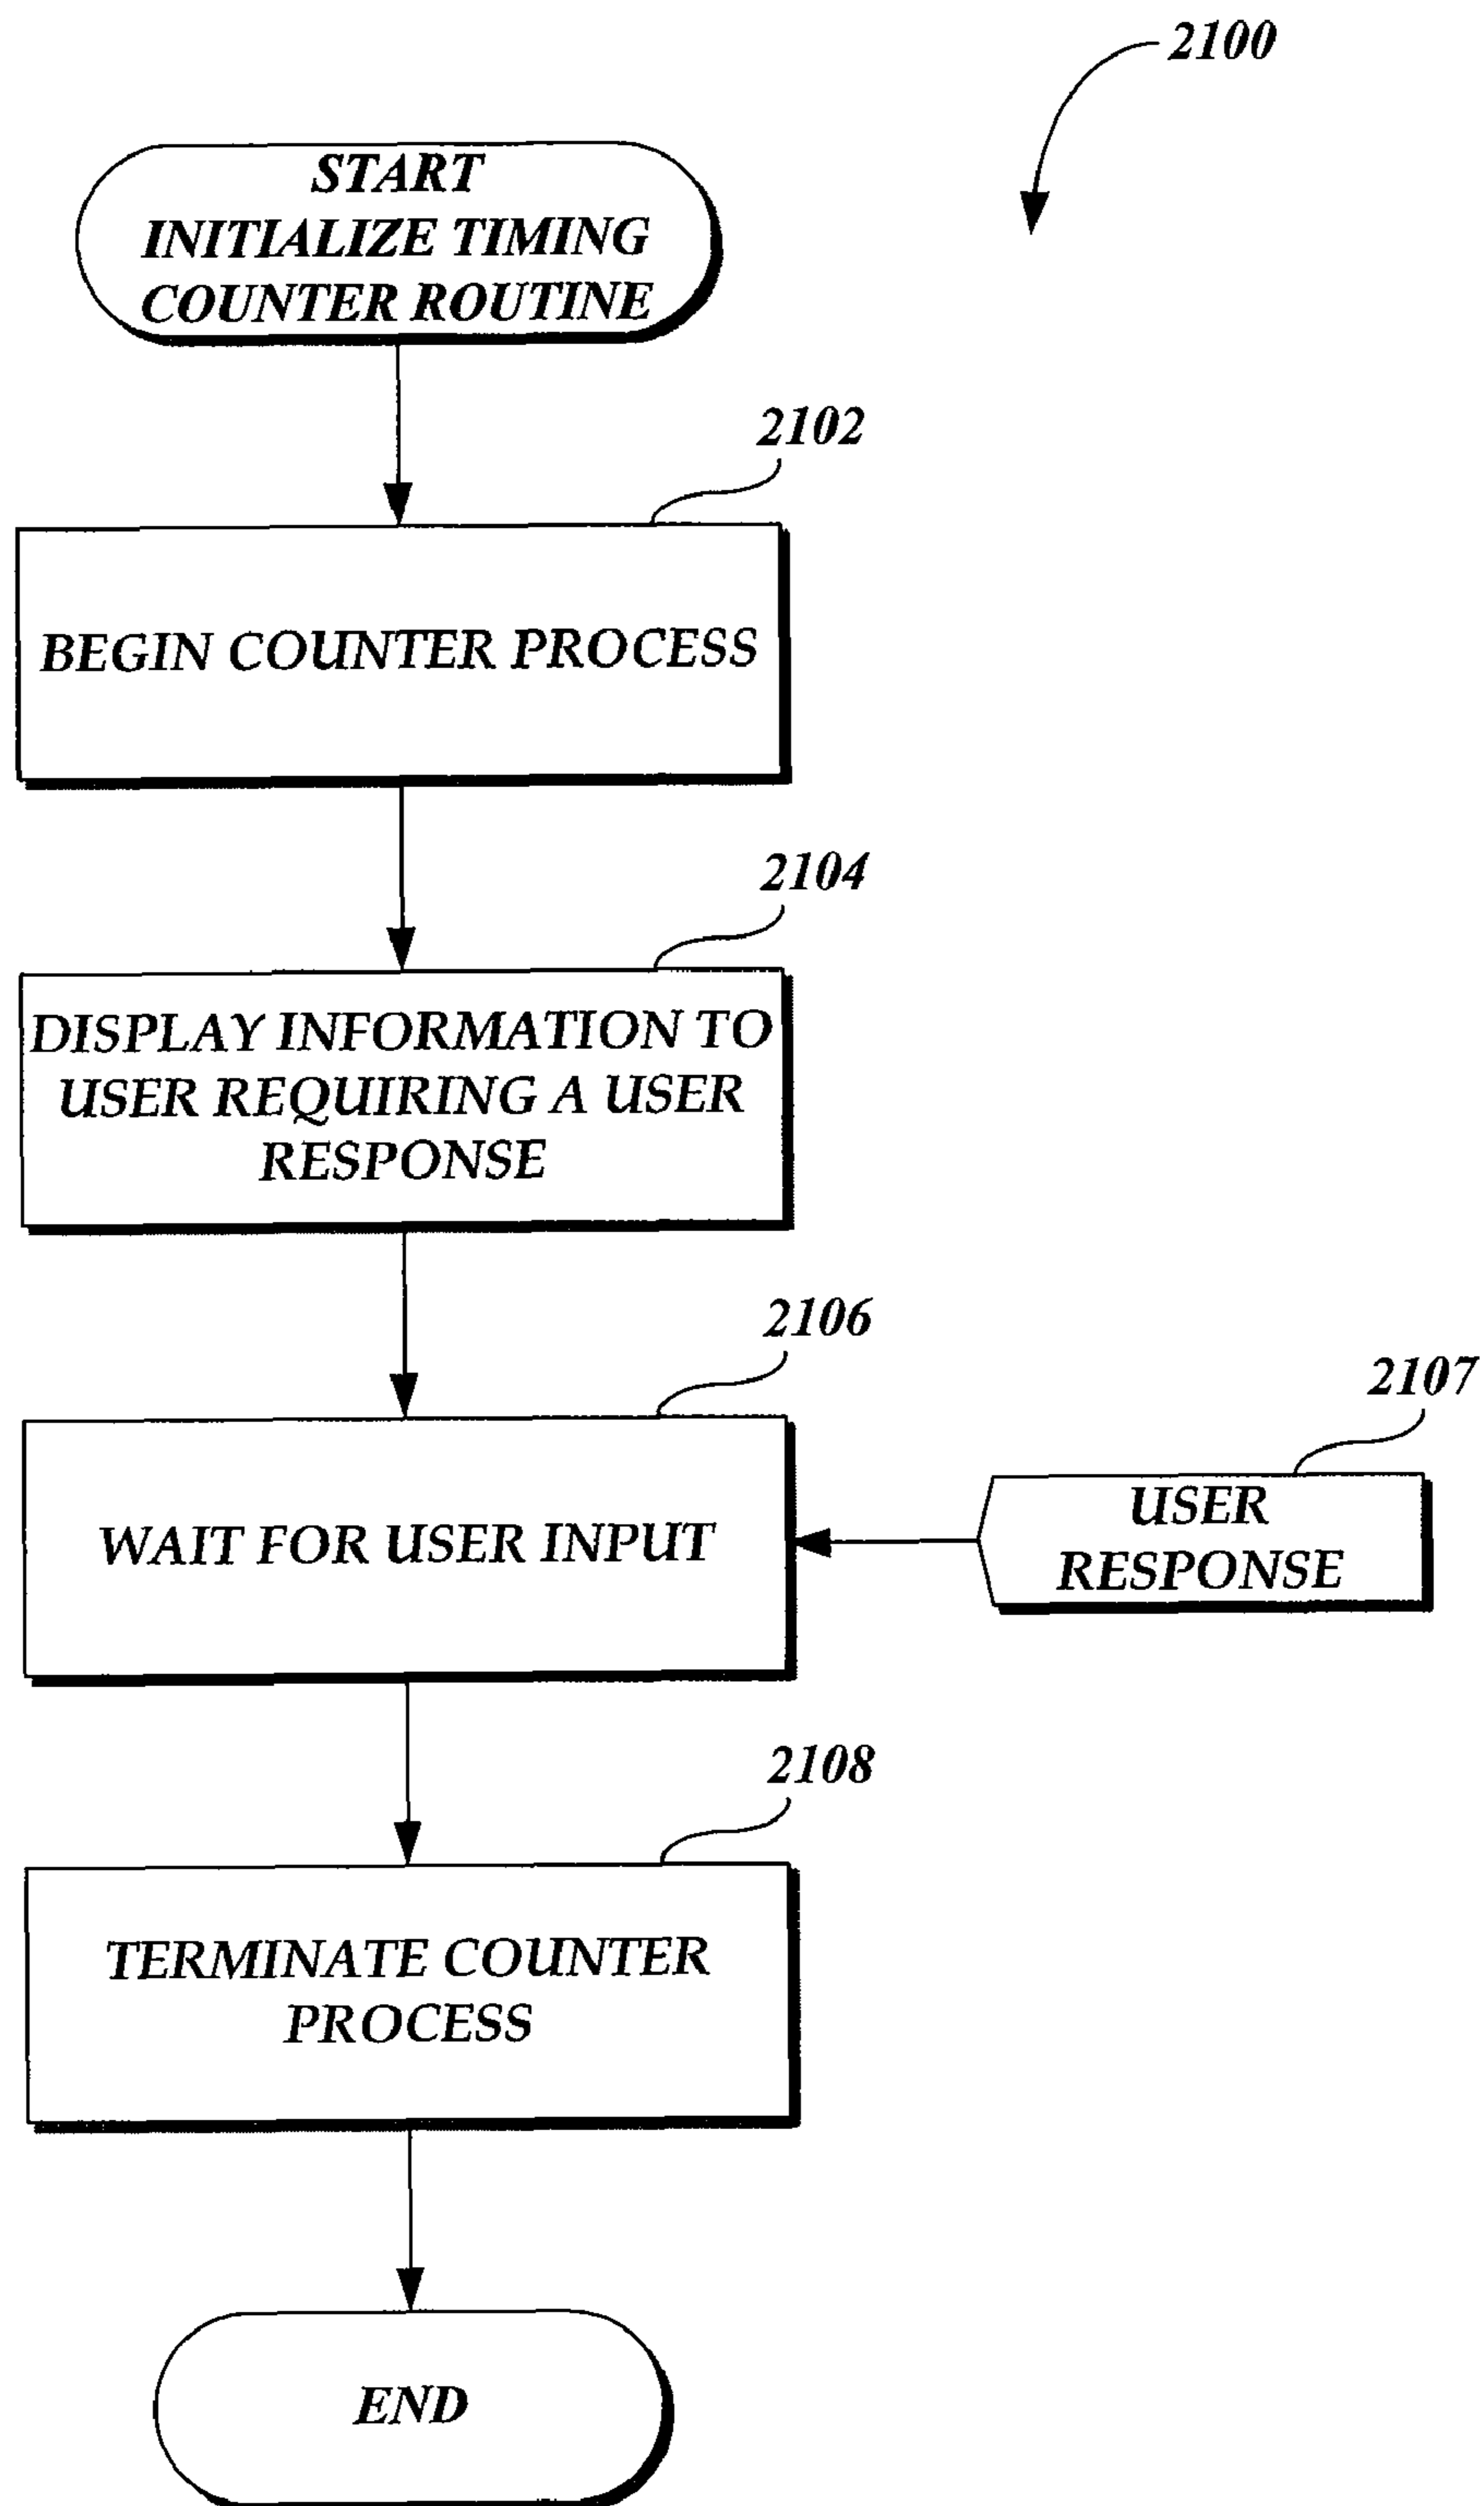 2100
START
INITIALIZE TIMING
COUNTER ROUTINE
2102
BEGIN COUNTER PROCESS
2104
DISPLAY INFORMATION TO
USER REQUIRING A USER
RESPONSE
2106
WAIT FOR USER INPUT
2107
USER
RESPONSE
2108
TERMINATE COUNTER
PROCESS
END